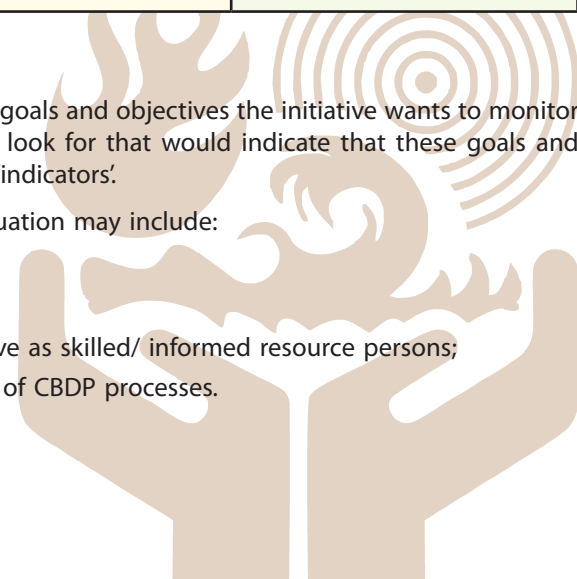 goals and objectives the initiative wants to monitor
look for that would indicate that these goals and
'indicators'.
uation may include:
ve as skilled/ informed resource persons;
of CBDP processes.